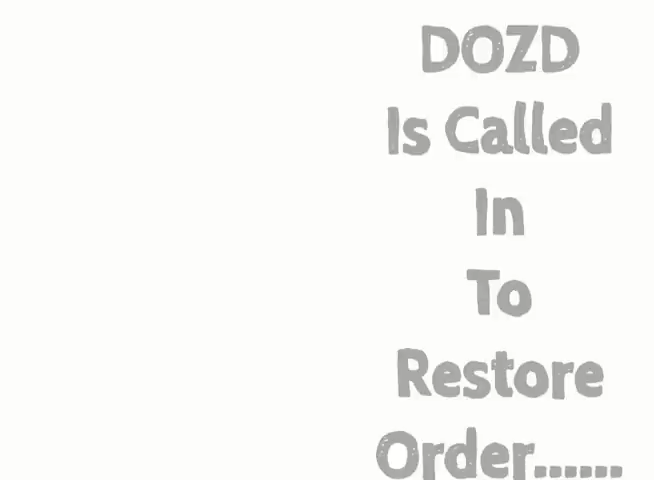 DOZD
Is Called
In
To
Restore
Order......